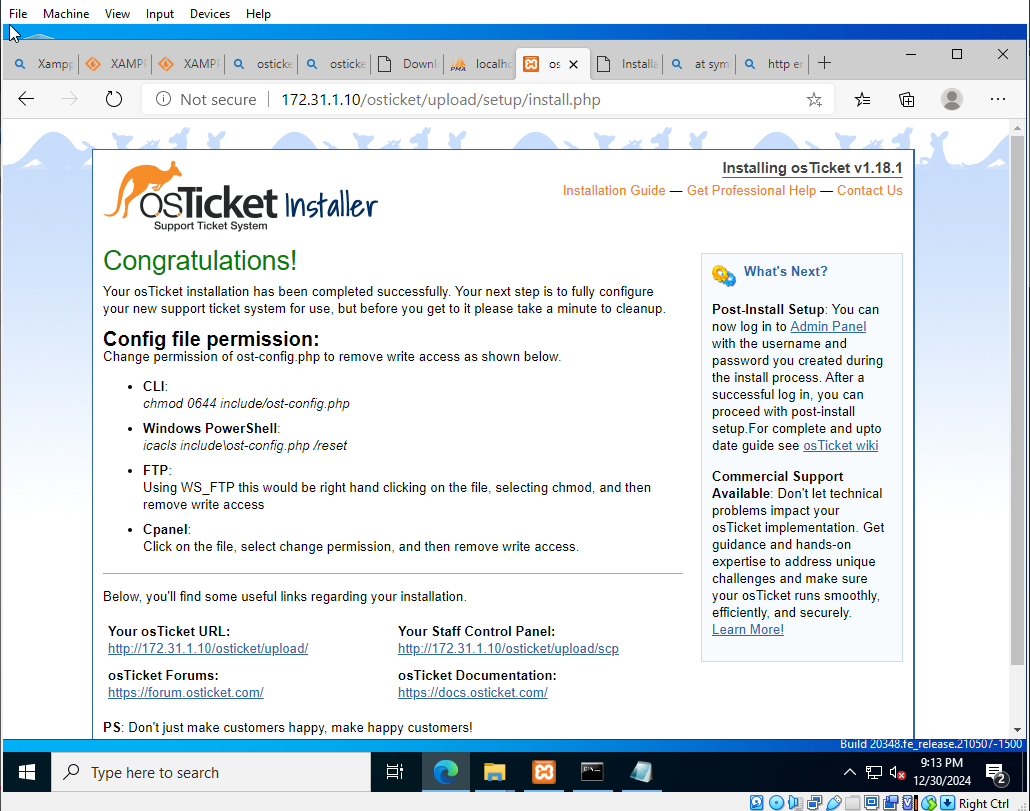 File Machine View Input Devices Help
Xampp XAMPP XAMPP osticke osticke Downl PMA localho os Installa at sym http er
Not secure 172.31.1.10/osticket/upload/setup/install.php
osTicket Installer
Support Ticket System
Installing osTicket v1.18.1
Installation Guide — Get Professional Help — Contact Us
Congratulations!
Your osTicket installation has been completed successfully. Your next step is to fully configure
your new support ticket system for use, but before you get to it please take a minute to cleanup.
Config file permission:
Change permission of ost-config.php to remove write access as shown below.
• CLI:
chmod 0644 include/ost-config.php
• Windows PowerShell:
icacls include\ost-config.php /reset
• FTP:
Using WS_FTP this would be right hand clicking on the file, selecting chmod, and then
remove write access
• Cpanel:
Click on the file, select change permission, and then remove write access.
Below, you'll find some useful links regarding your installation.
Your osTicket URL:
http://172.31.1.10/osticket/upload/
Your Staff Control Panel:
http://172.31.1.10/osticket/upload/scp
osTicket Forums:
https://forum.osticket.com/
osTicket Documentation:
https://docs.osticket.com/
PS: Don't just make customers happy, make happy customers!
What's Next?
Post-Install Setup: You can
now log in to Admin Panel
with the username and
password you created during
the install process. After a
successful log in, you can
proceed with post-install
setup.For complete and upto
date guide see osTicket wiki
Commercial Support
Available: Don't let technical
problems impact your
osTicket implementation. Get
guidance and hands-on
expertise to address unique
challenges and make sure
your osTicket runs smoothly,
efficiently, and securely.
Learn More!
Build 20348.fe_release.210507-1500
Type here to search
9:13 PM
12/30/2024
2
Right Ctrl